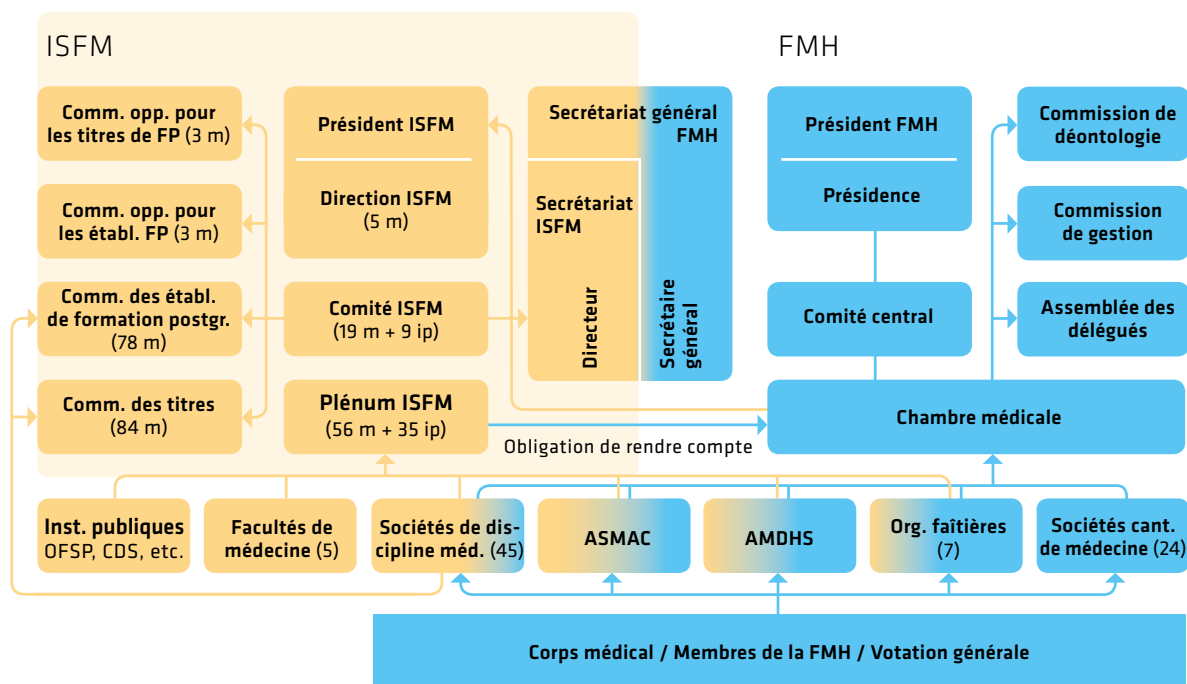 ISFM
FMH
Comm. opp. pour
les titres de FP (3 m)
Président ISFM
Direction ISFM
(5 m)
Secrétariat général
FMH
Secrétariat
ISFM
Directeur
Secrétaire
général
Président FMH
Présidence
Commission de
déontologie
Comm. opp. pour
les établ. FP (3 m)
Commission
de gestion
Comm. des établ.
de formation postgr.
(78 m)
Comité ISFM
(19 m + 9 ip)
Comité central
Assemblée des
délégués
Comm. des titres
(84 m)
Plénum ISFM
(56 m + 35 ip)
Obligation de rendre compte
Chambre médicale
Inst. publiques
OFSP, CDS, etc.
Facultés de
médecine (5)
Sociétés de dis-
cipline méd. (45)
ASMAC
AMDHS
Org. faîtières
(7)
Sociétés cant.
de médecine (24)
Corps médical / Membres de la FMH / Votation générale